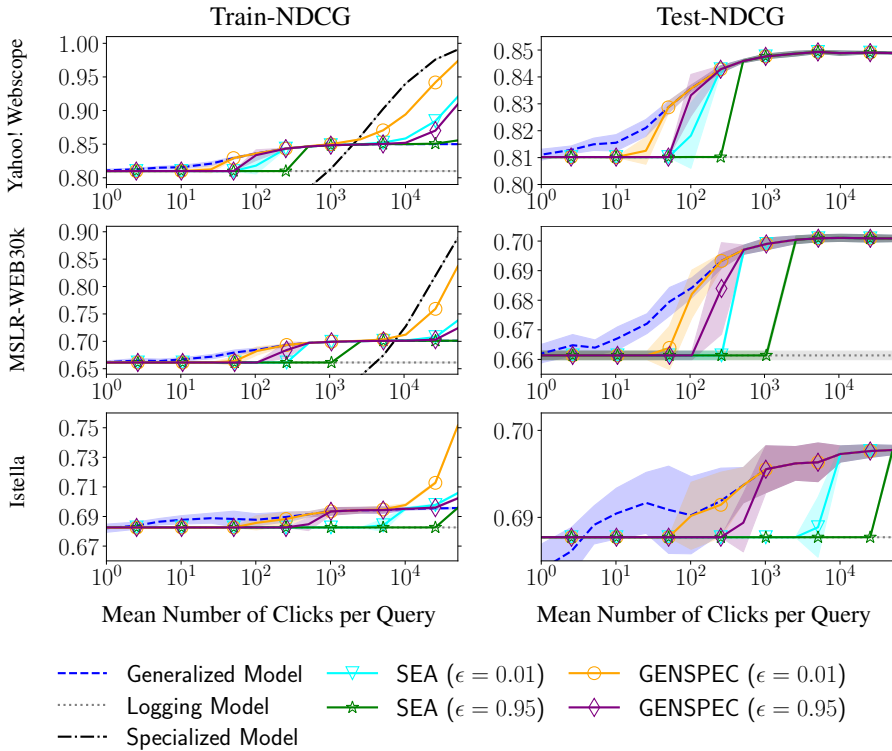 Train-NDCG
Test-NDCG
Yahoo! Webscope
1.00
0.95
0.90
0.85
0.80
10^0 10^1 10^2 10^3 10^4
0.85
0.84
0.83
0.82
0.81
0.80
10^0 10^1 10^2 10^3 10^4
MSLR-WEB30k
0.90
0.85
0.80
0.75
0.70
0.65
10^0 10^1 10^2 10^3 10^4
0.70
0.69
0.68
0.67
0.66
10^0 10^1 10^2 10^3 10^4
Istella
0.75
0.73
0.71
0.69
0.67
10^0 10^1 10^2 10^3 10^4
0.70
0.69
10^0 10^1 10^2 10^3 10^4
Mean Number of Clicks per Query
Mean Number of Clicks per Query
Generalized Model
Logging Model
Specialized Model
SEA (ϵ = 0.01)
SEA (ϵ = 0.95)
GENSPEC (ϵ = 0.01)
GENSPEC (ϵ = 0.95)